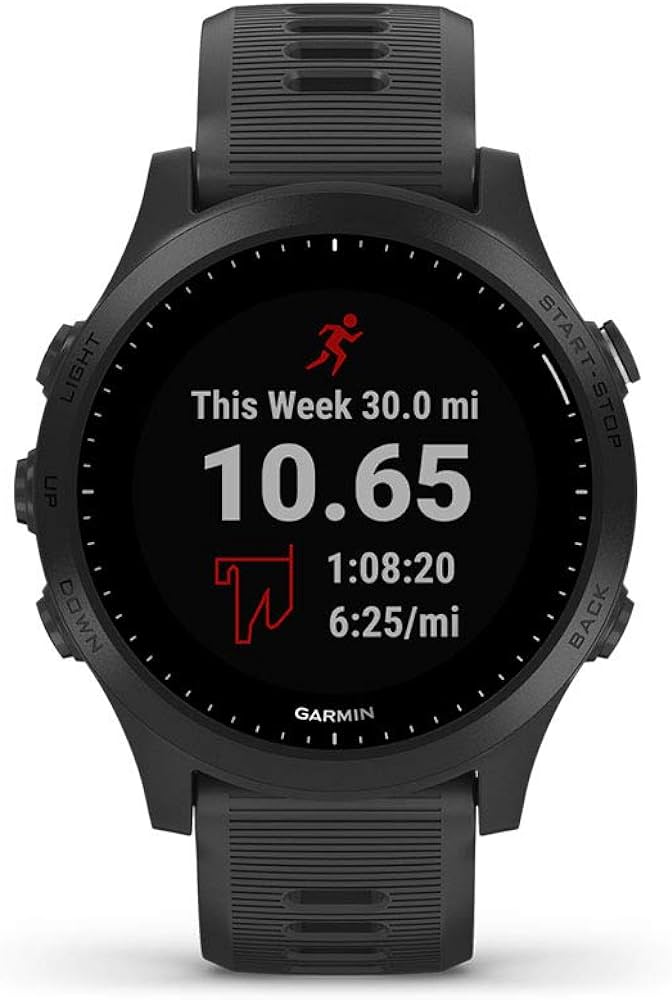 LIGHT
UP
DOWN
START-STOP
BACK
This Week 30.0 mi
10.65
1:08:20
6:25/mi
GARMIN